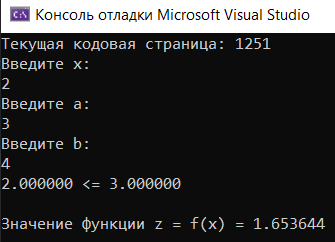 Консоль отладки Microsoft Visual Studio
Текущая кодовая страница: 1251
Введите x:
2
Введите a:
3
Введите b:
4
2.000000 <= 3.000000
Значение функции z = f(x) = 1.653644